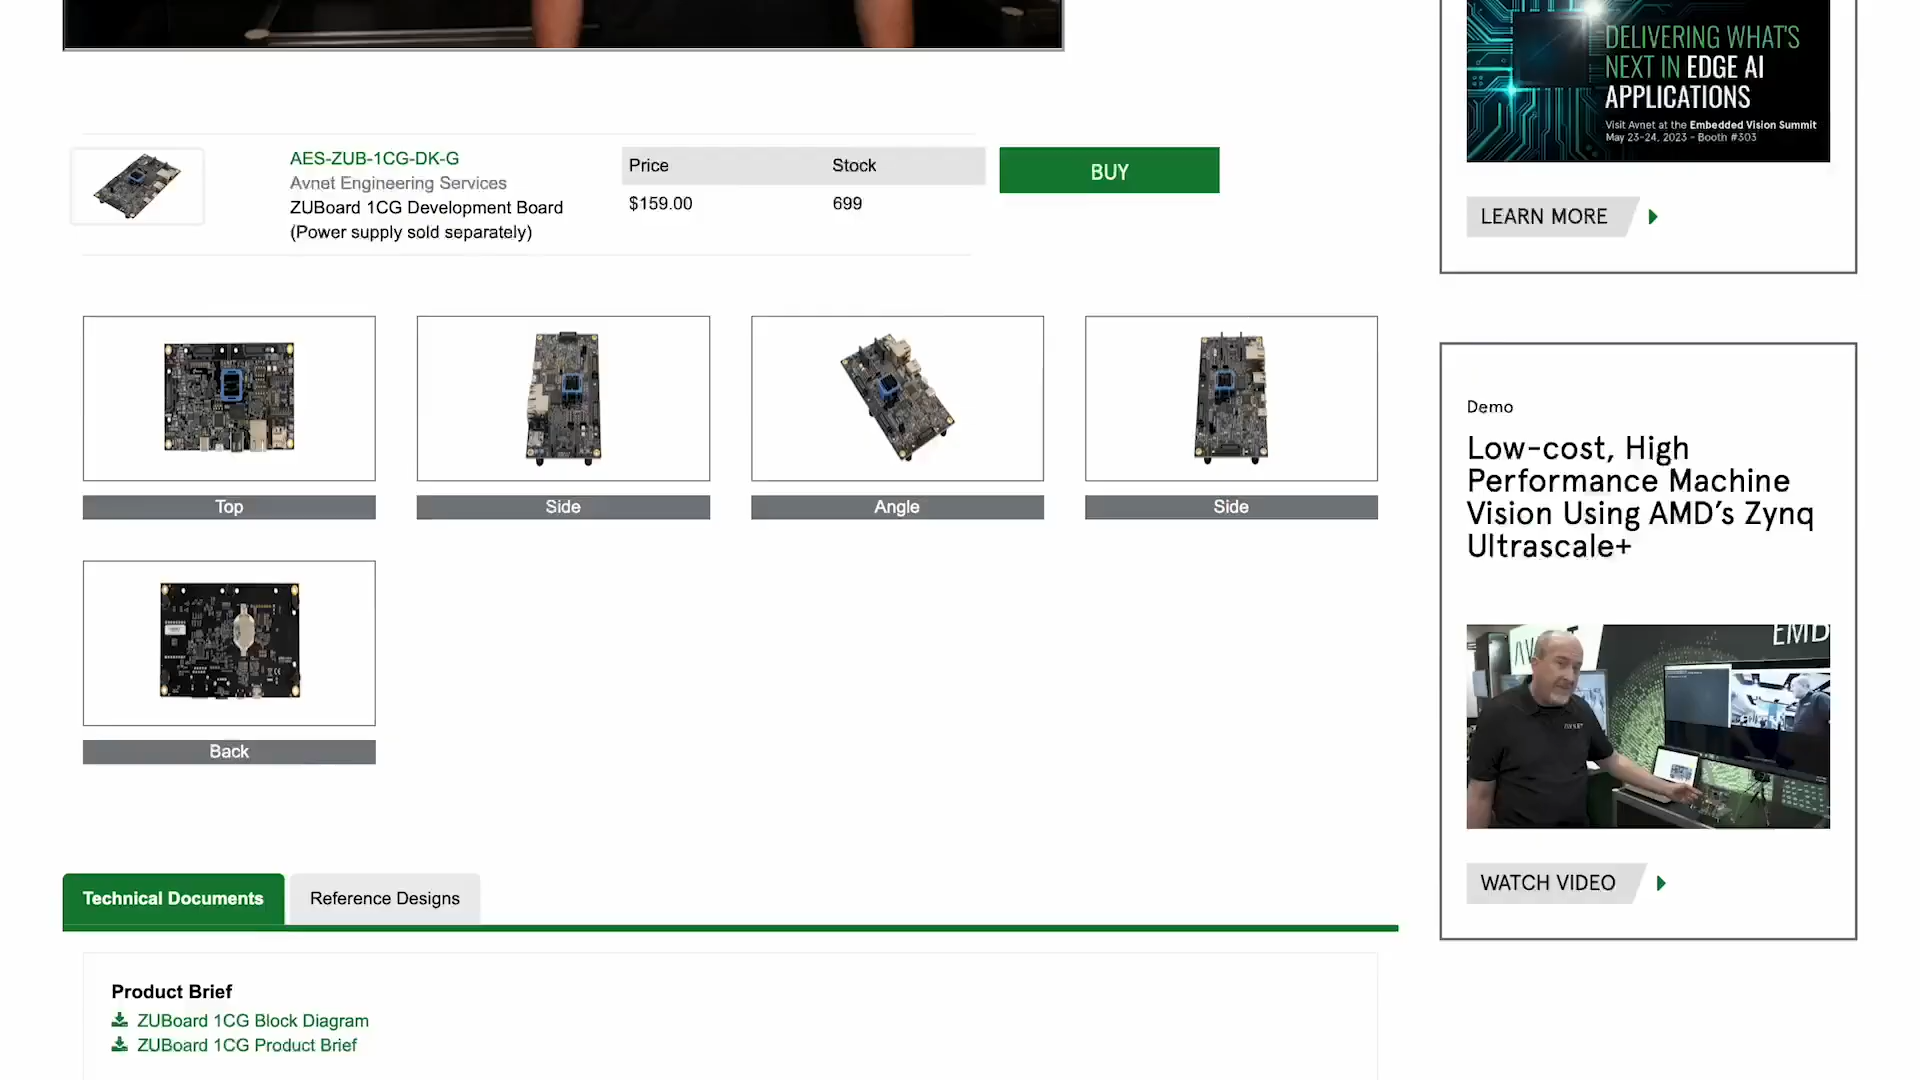 DELIVERING WHAT'S
NEXT IN EDGE AI
APPLICATIONS
Visit Avnet at the Embedded Vision Summit
May 23-24, 2023 - Booth #303
LEARN MORE
AES-ZUB-1CG-DK-G
Avnet Engineering Services
ZUBoard 1CG Development Board
(Power supply sold separately)
Price Stock
$159.00 699
BUY
Top
Side
Angle
Side
Back
Demo
Low-cost, High
Performance Machine
Vision Using AMD’s Zynq
Ultrascale+
EMD
WATCH VIDEO
Technical Documents
Reference Designs
Product Brief
ZUBoard 1CG Block Diagram
ZUBoard 1CG Product Brief